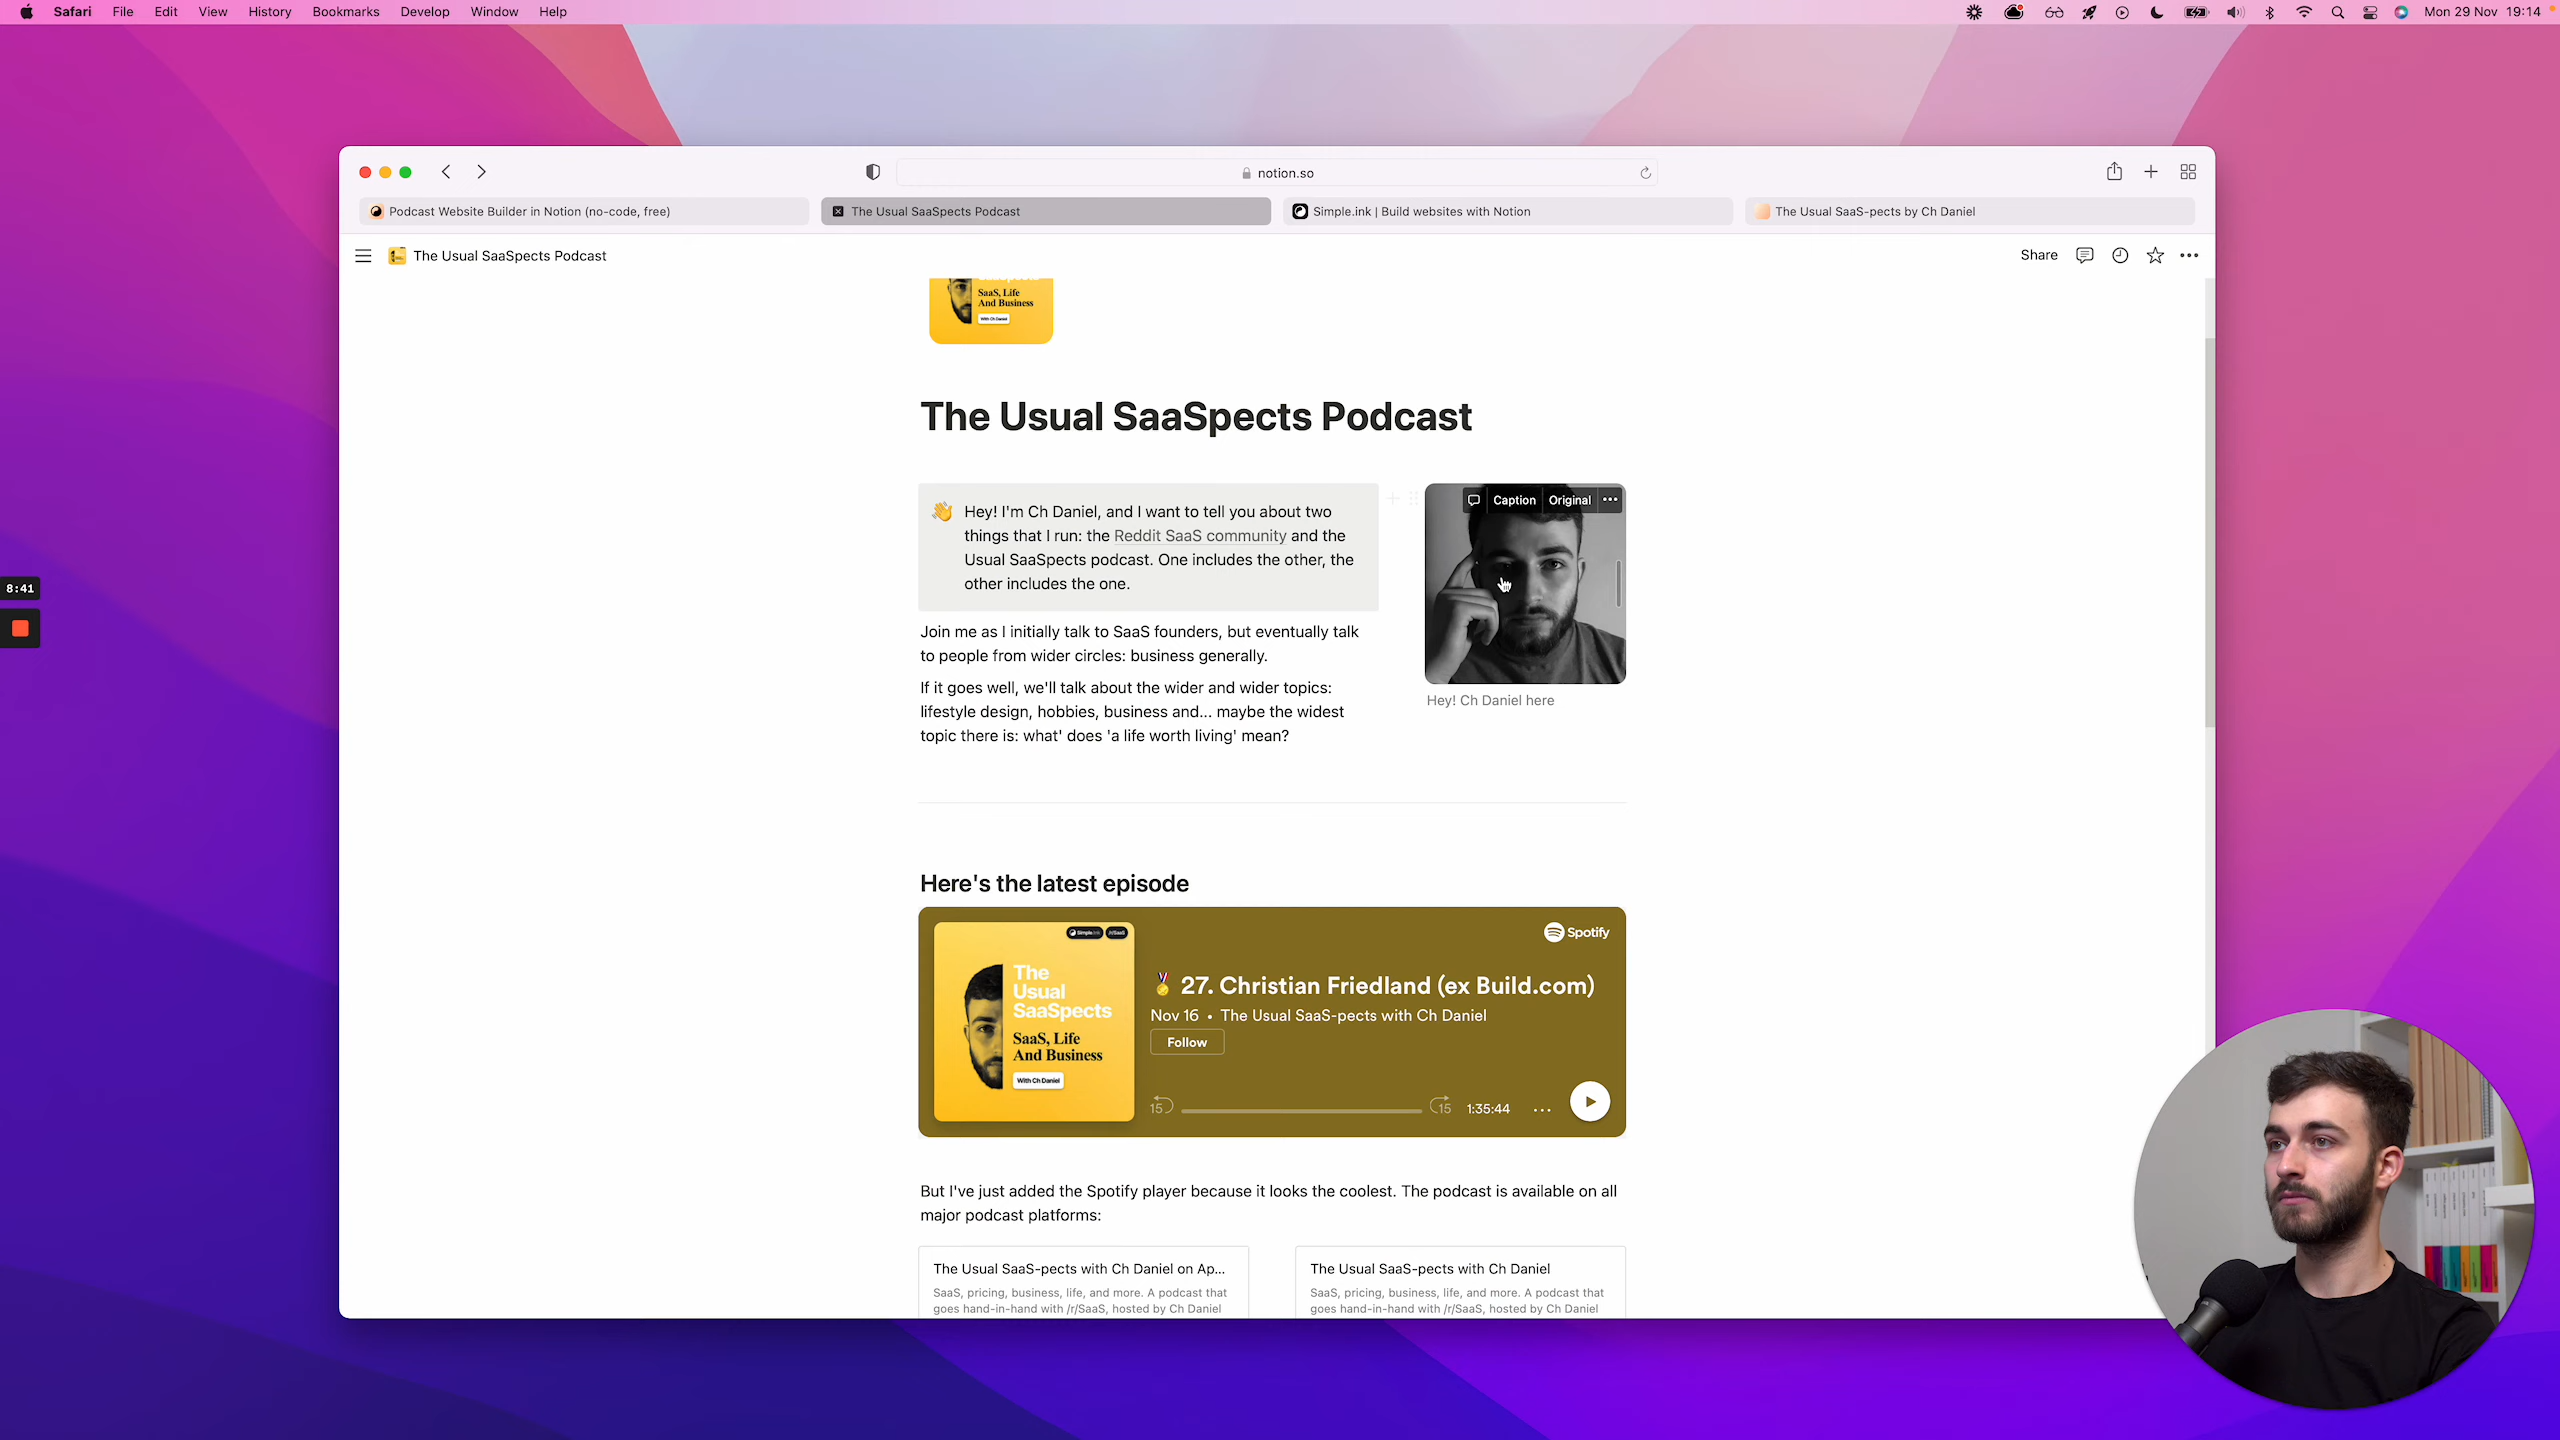 Safari File Edit View History Bookmarks Develop Window Help Mon 29 Nov 19:14
notion.so
Podcast Website Builder in Notion (no-code, free) The Usual SaaSpects Podcast Simple.ink | Build websites with Notion The Usual SaaS-pects by Ch Daniel
The Usual SaaSpects Podcast Share
SaaS, Life
And Business
With Ch Daniel
The Usual SaaSpects Podcast
Caption Original
👋 Hey! I'm Ch Daniel, and I want to tell you about two
things that I run: the Reddit SaaS community and the
Usual SaaSpects podcast. One includes the other, the
other includes the one.
Join me as I initially talk to SaaS founders, but eventually talk
to people from wider circles: business generally.
If it goes well, we'll talk about the wider and wider topics:
lifestyle design, hobbies, business and... maybe the widest
topic there is: what' does 'a life worth living' mean?
Hey! Ch Daniel here
8:41
Here's the latest episode
Simple.ink /r/SaaS
The
Usual
SaaSpects
SaaS, Life
And Business
With Ch Daniel
Spotify
🏅 27. Christian Friedland (ex Build.com)
Nov 16 • The Usual SaaS-pects with Ch Daniel
Follow
15 15 1:35:44 ...
But I've just added the Spotify player because it looks the coolest. The podcast is available on all
major podcast platforms:
The Usual SaaS-pects with Ch Daniel on Ap...
SaaS, pricing, business, life, and more. A podcast that
goes hand-in-hand with /r/SaaS, hosted by Ch Daniel
The Usual SaaS-pects with Ch Daniel
SaaS, pricing, business, life, and more. A podcast that
goes hand-in-hand with /r/SaaS, hosted by Ch Daniel